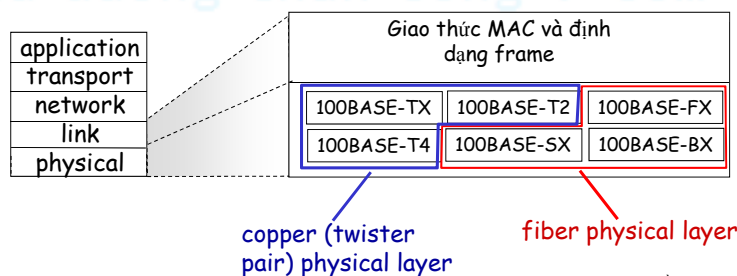 application
transport
network
link
physical
Giao thức MAC và định
dạng frame
100BASE-TX
100BASE-T2
100BASE-FX
100BASE-T4
100BASE-SX
100BASE-BX
copper (twister
pair) physical layer
fiber physical layer